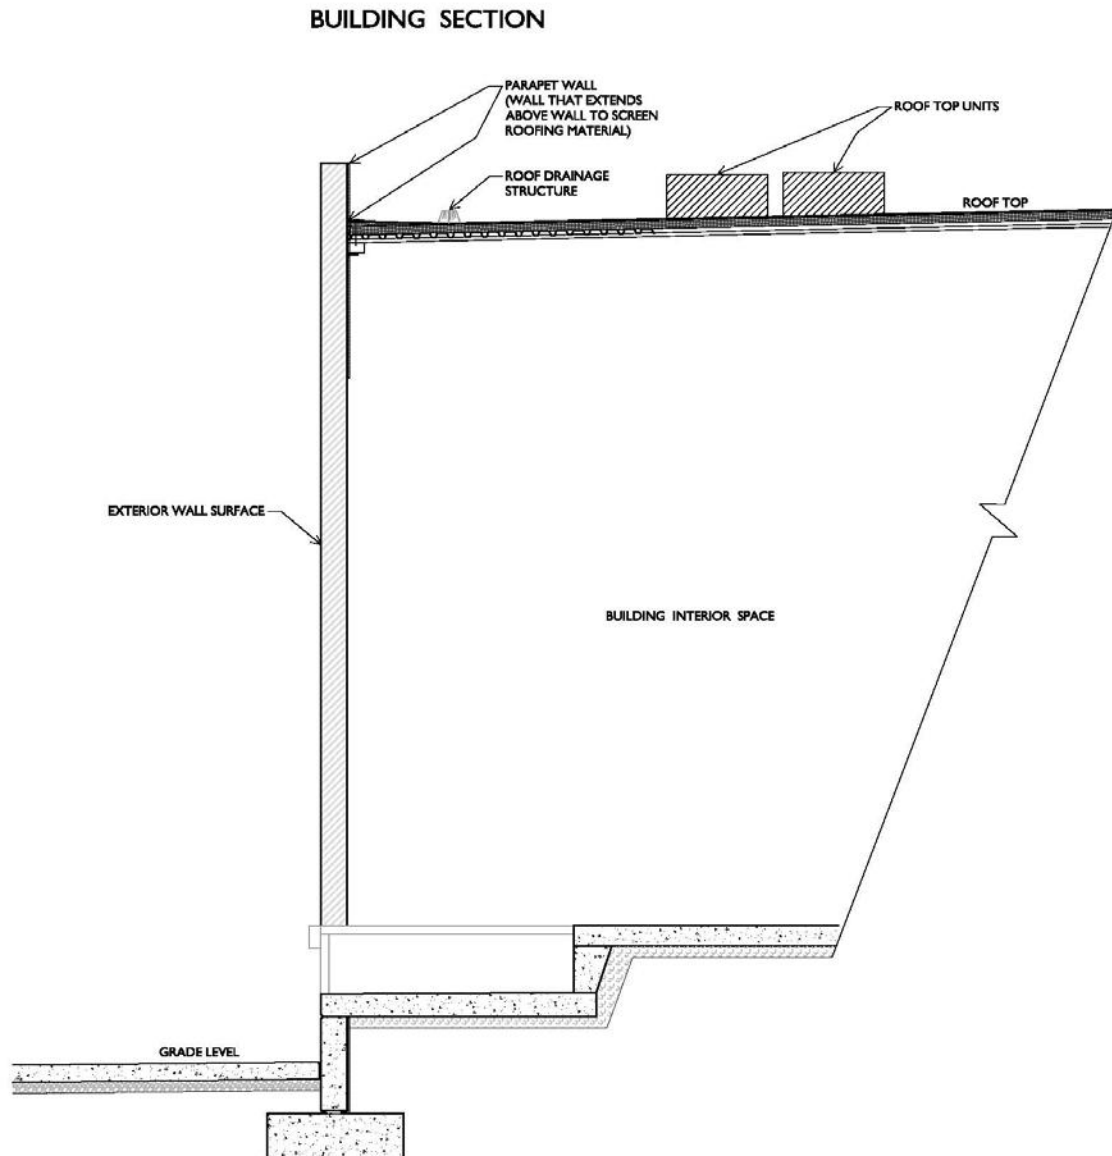 BUILDING SECTION
PARAPET WALL
(WALL THAT EXTENDS
ABOVE WALL TO SCREEN
ROOFING MATERIAL)
ROOF TOP UNITS
ROOF DRAINAGE
STRUCTURE
ROOF TOP
EXTERIOR WALL SURFACE
BUILDING INTERIOR SPACE
GRADE LEVEL